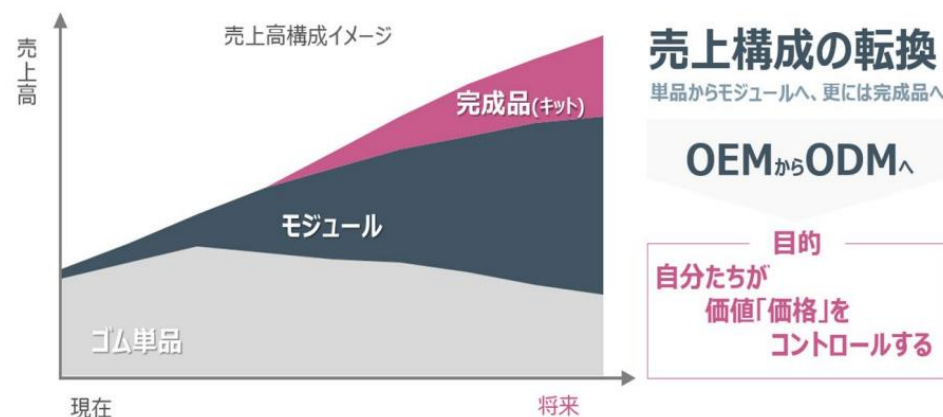 売上高構成イメージ
売上高
完成品(キット)
モジュール
ゴム単品
現在
将来
売上構成の転換
単品からモジュールへ、更には完成品へ
OEMからODMへ
目的
自分たちが
価値「価格」を
コントロールする